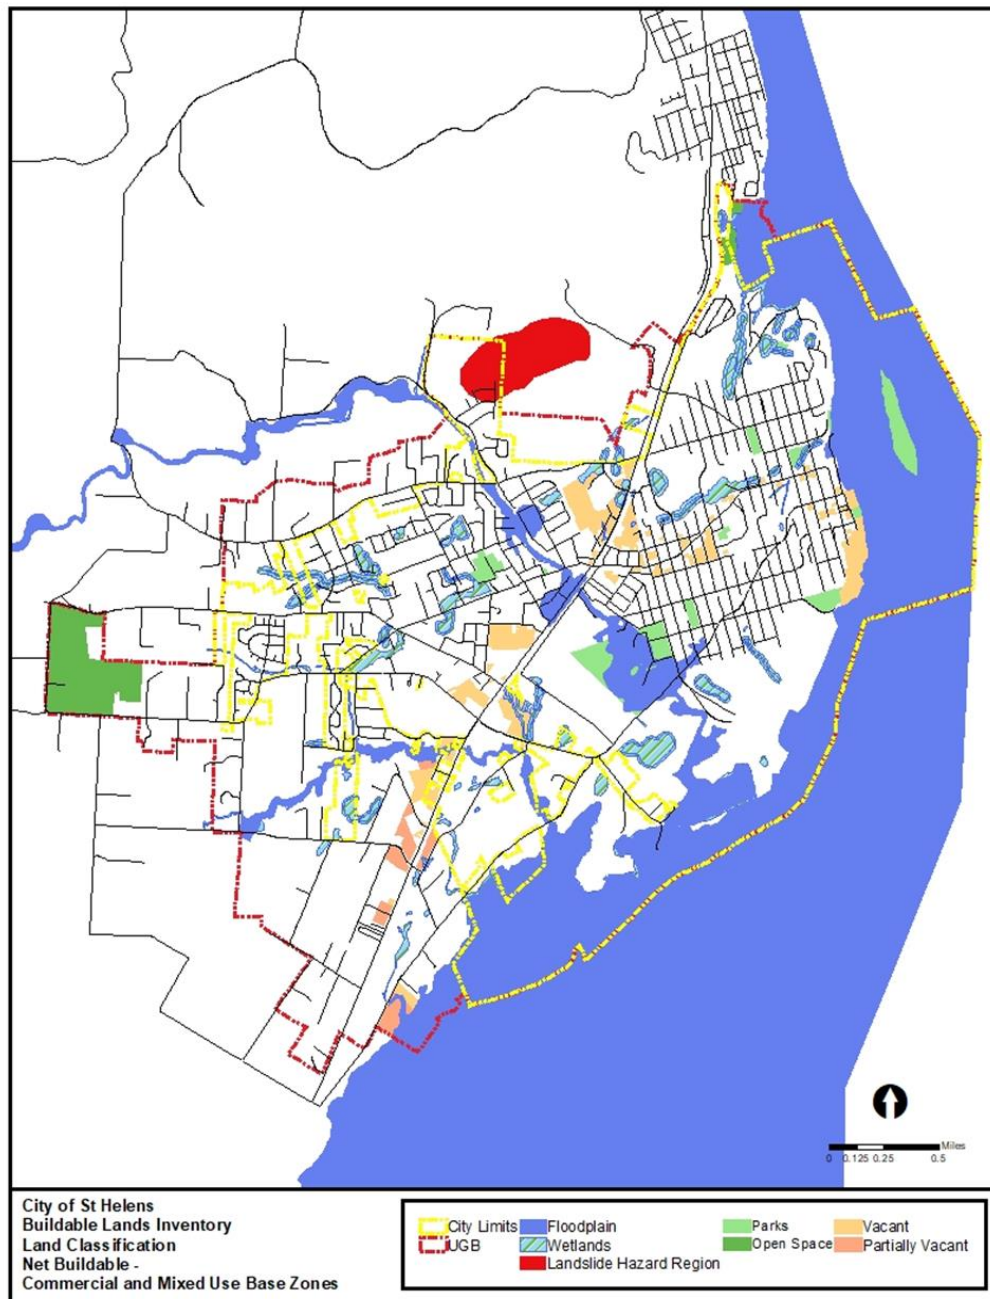 Miles
0 0.125 0.25 0.5
City of St Helens
Buildable Lands Inventory
Land Classification
Net Buildable -
Commercial and Mixed Use Base Zones
City Limits Floodplain Parks Vacant
UGB Wetlands Open Space Partially Vacant
Landslide Hazard Region